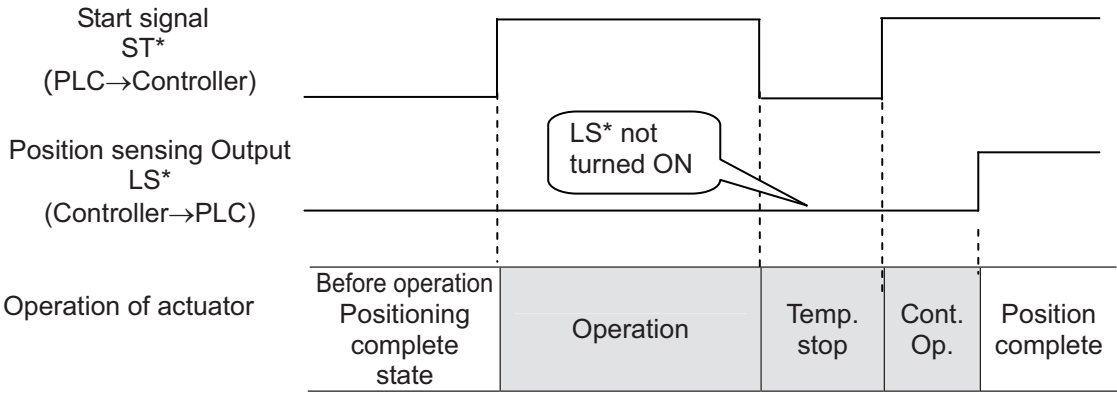 Start signal
ST*
(PLC→Controller)
LS* not
turned ON
Position sensing Output
LS*
(Controller→PLC)
Operation of actuator
Before operation
Positioning
complete
state
Operation
Temp.
stop
Cont.
Op.
Position
complete